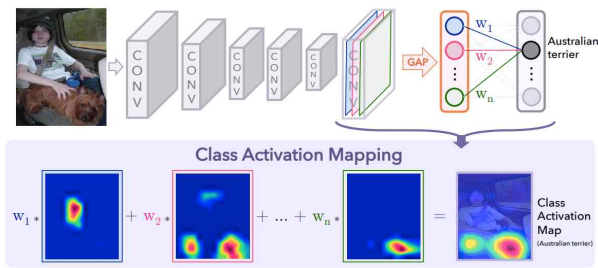 CONV
CONV
CONV
CONV
CONV
CONV
GAP
w1
w2
wn
Australian
terrier
Class Activation Mapping
w1 * + w2 * + ... + wn * =
Class
Activation
Map
(Australian terrier)